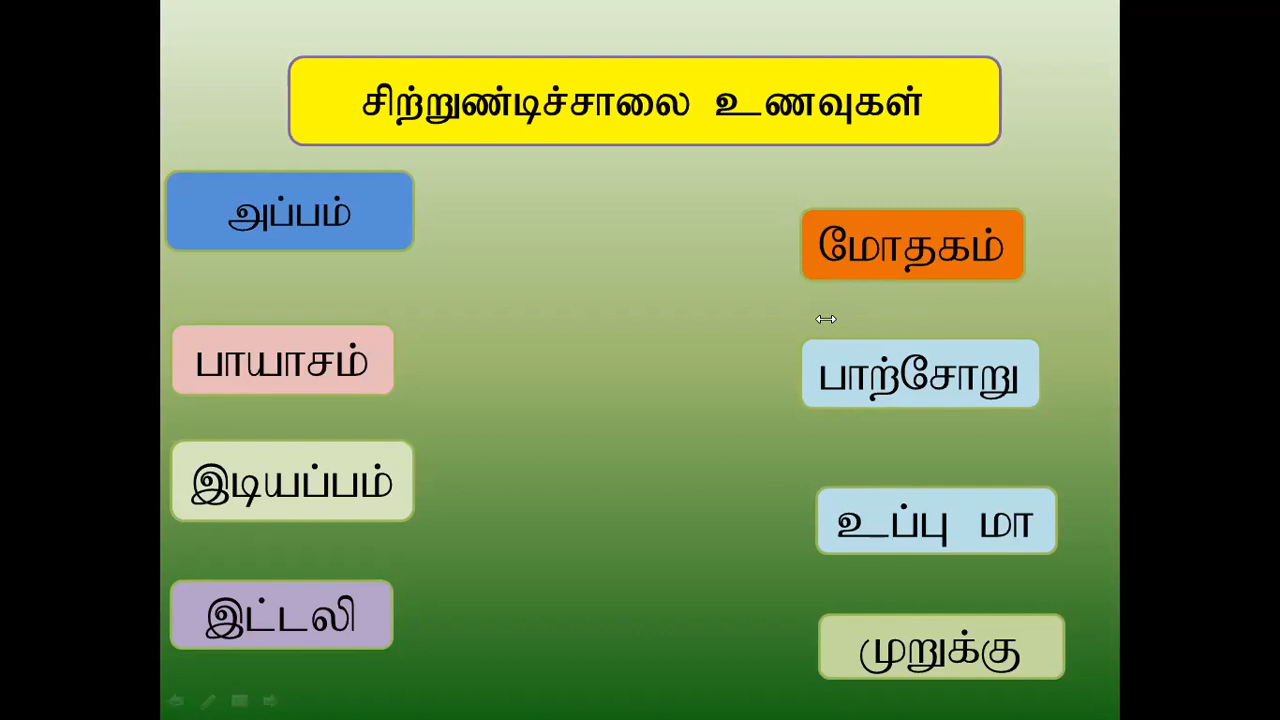 சிற்றுண்டிச்சாலை உணவுகள்
அப்பம்
பாயாசம்
இடியப்பம்
இட்டலி
மோதகம்
பாற்சோறு
உப்பு மா
முறுக்கு